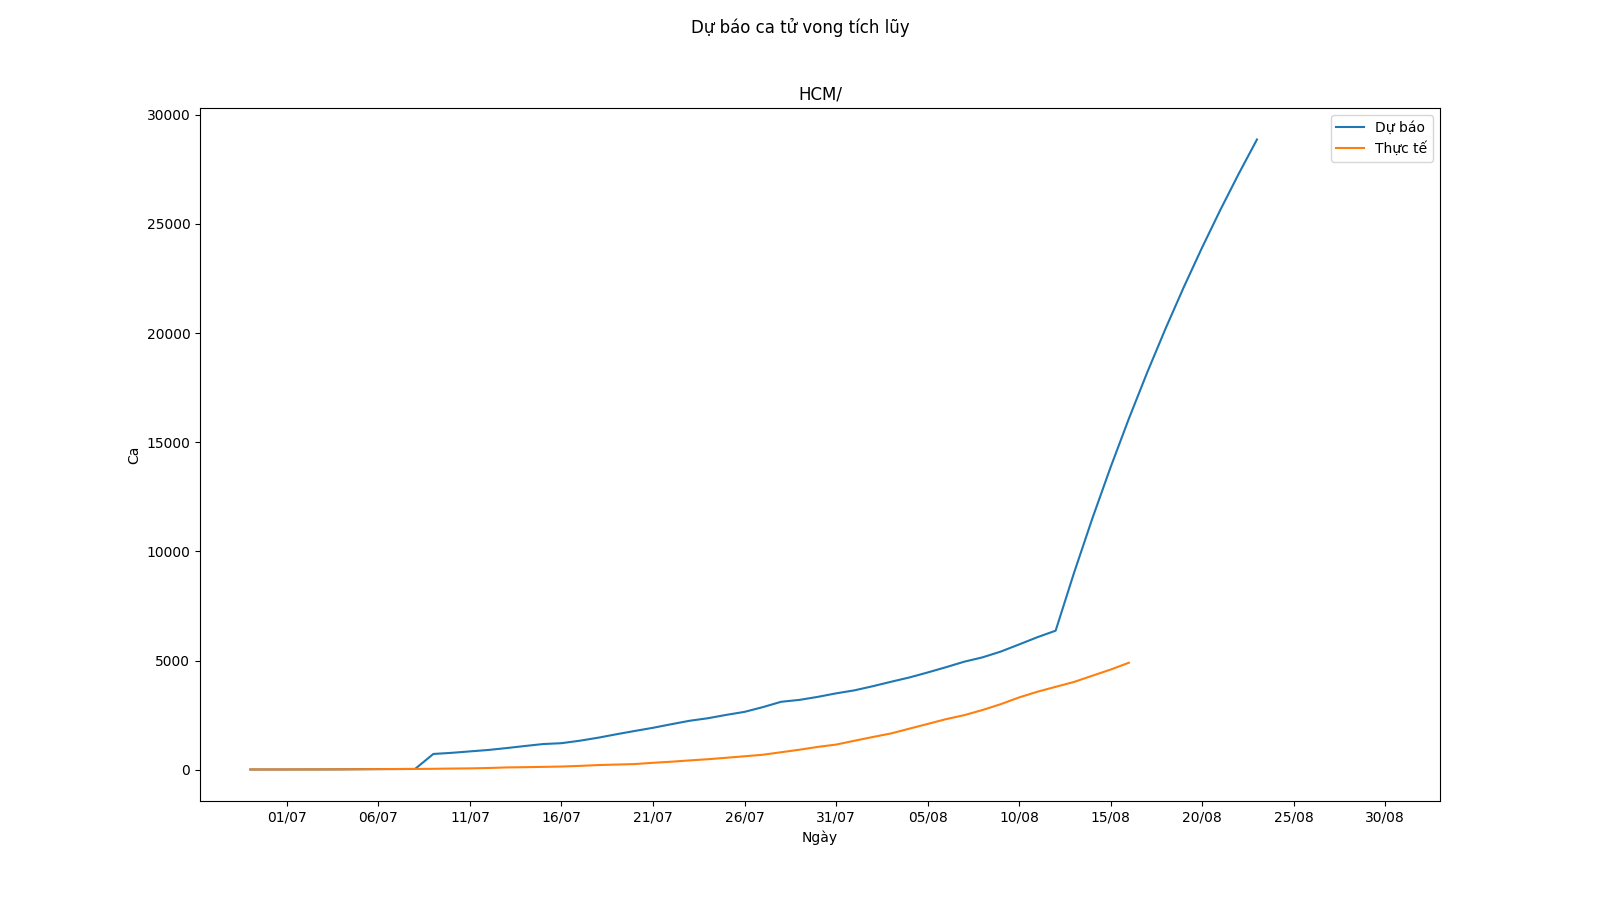 Dự báo ca tử vong tích lũy
HCM/
30000
25000
20000
15000
10000
5000
0
Ca
Dự báo
Thực tế
01/07 06/07 11/07 16/07 21/07 26/07 31/07 05/08 10/08 15/08 20/08 25/08 30/08
Ngày